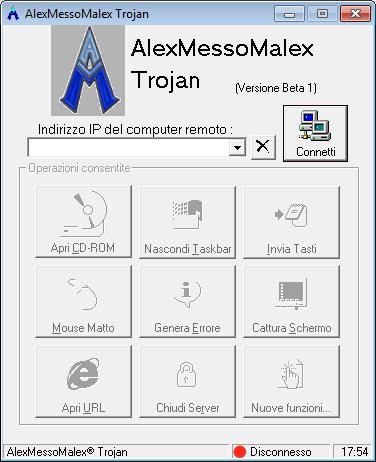 AlexMessoMalex Trojan
AlexMessoMalex
Trojan
(Versione Beta 1)
Indirizzo IP del computer remoto :
Connetti
Operazioni consentite
Apri CD-ROM
Nascondi Taskbar
Invia Tasti
Mouse Matto
Genera Errore
Cattura Schermo
Apri URL
Chiudi Server
Nuove funzioni...
AlexMessoMalex® Trojan
Disconnesso
17:54